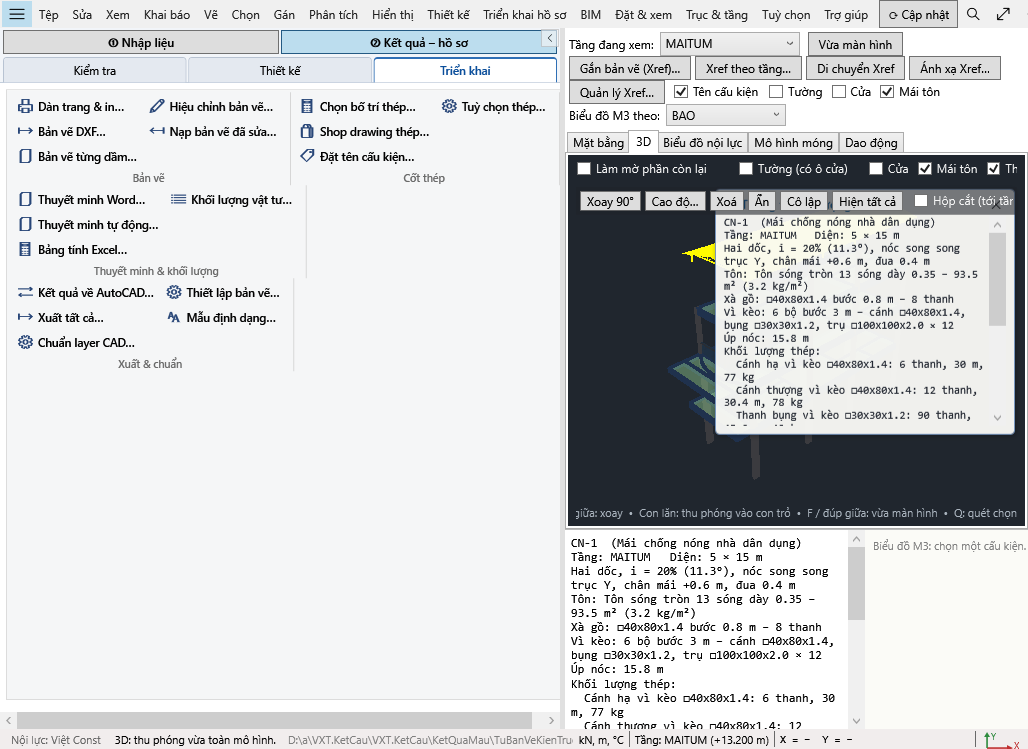 Tệp Sửa Xem Khai báo Vẽ Chọn Gán Phân tích Hiển thị Thiết kế Triển khai hồ sơ BIM Đặt & xem Trục & tầng Tuỳ chọn Trợ giúp ⟳ Cập nhật
① Nhập liệu
② Kết quả – hồ sơ
Kiểm tra Thiết kế Triển khai
Dàn trang & in... Hiệu chỉnh bản vẽ...
Bản vẽ DXF... Nạp bản vẽ đã sửa...
Bản vẽ từng dầm...
Bản vẽ
Chọn bố trí thép... Tuỳ chọn thép...
Shop drawing thép...
Đặt tên cấu kiện...
Cốt thép
Thuyết minh Word... Khối lượng vật tư...
Thuyết minh tự động...
Bảng tính Excel...
Thuyết minh & khối lượng
Kết quả về AutoCAD... Thiết lập bản vẽ...
Xuất tất cả... Mẫu định dạng...
Chuẩn layer CAD...
Xuất & chuẩn
Tầng đang xem: MAITUM Vừa màn hình
Gắn bản vẽ (Xref)... Xref theo tầng... Di chuyển Xref Ánh xạ Xref...
Quản lý Xref... Tên cấu kiện Tường Cửa Mái tôn
Biểu đồ M3 theo: BAO
Mặt bằng 3D Biểu đồ nội lực Mô hình móng Dao động
Làm mờ phần còn lại Tường (có ô cửa) Cửa Mái tôn Th
Xoay 90° Cao độ... Xoá Ẩn Cô lập Hiện tất cả Hộp cắt (tới tầr
CN-1 (Mái chống nóng nhà dân dụng)
Tầng: MAITUM Diện: 5 × 15 m
Hai dốc, i = 20% (11.3°), nóc song song
trục Y, chân mái +0.6 m, đua 0.4 m
Tôn: Tôn sóng tròn 13 sóng dày 0.35 – 93.5
m² (3.2 kg/m²)
Xà gồ: □40x80x1.4 bước 0.8 m – 8 thanh
Vì kèo: 6 bộ bước 3 m – cánh □40x80x1.4,
bụng □30x30x1.2, trụ □100x100x2.0 × 12
Úp nóc: 15.8 m
Khối lượng thép:
Cánh hạ vì kèo □40x80x1.4: 6 thanh, 30 m,
77 kg
Cánh thượng vì kèo □40x80x1.4: 12 thanh,
30.4 m, 78 kg
Thanh bụng vì kèo □30x30x1.2: 90 thanh,
giữa: xoay • Con lăn: thu phóng vào con trỏ • F / đúp giữa: vừa màn hình • Q: quét chọn
CN-1 (Mái chống nóng nhà dân dụng)
Tầng: MAITUM Diện: 5 × 15 m
Hai dốc, i = 20% (11.3°), nóc song song
trục Y, chân mái +0.6 m, đua 0.4 m
Tôn: Tôn sóng tròn 13 sóng dày 0.35 –
93.5 m² (3.2 kg/m²)
Xà gồ: □40x80x1.4 bước 0.8 m – 8 thanh
Vì kèo: 6 bộ bước 3 m – cánh □40x80x1.4,
bụng □30x30x1.2, trụ □100x100x2.0 × 12
Úp nóc: 15.8 m
Khối lượng thép:
Cánh hạ vì kèo □40x80x1.4: 6 thanh, 30
m, 77 kg
Cánh thượng vì kèo □40x80x1.4: 12
Biểu đồ M3: chọn một cấu kiện.
Nội lực: Việt Const 3D: thu phóng vừa toàn mô hình. D:\a\VXT.KetCau\VXT.KetCau\KetQuaMau\TuBanVeKienTruc kN, m, °C Tầng: MAITUM (+13.200 m) X = – Y = – Y X